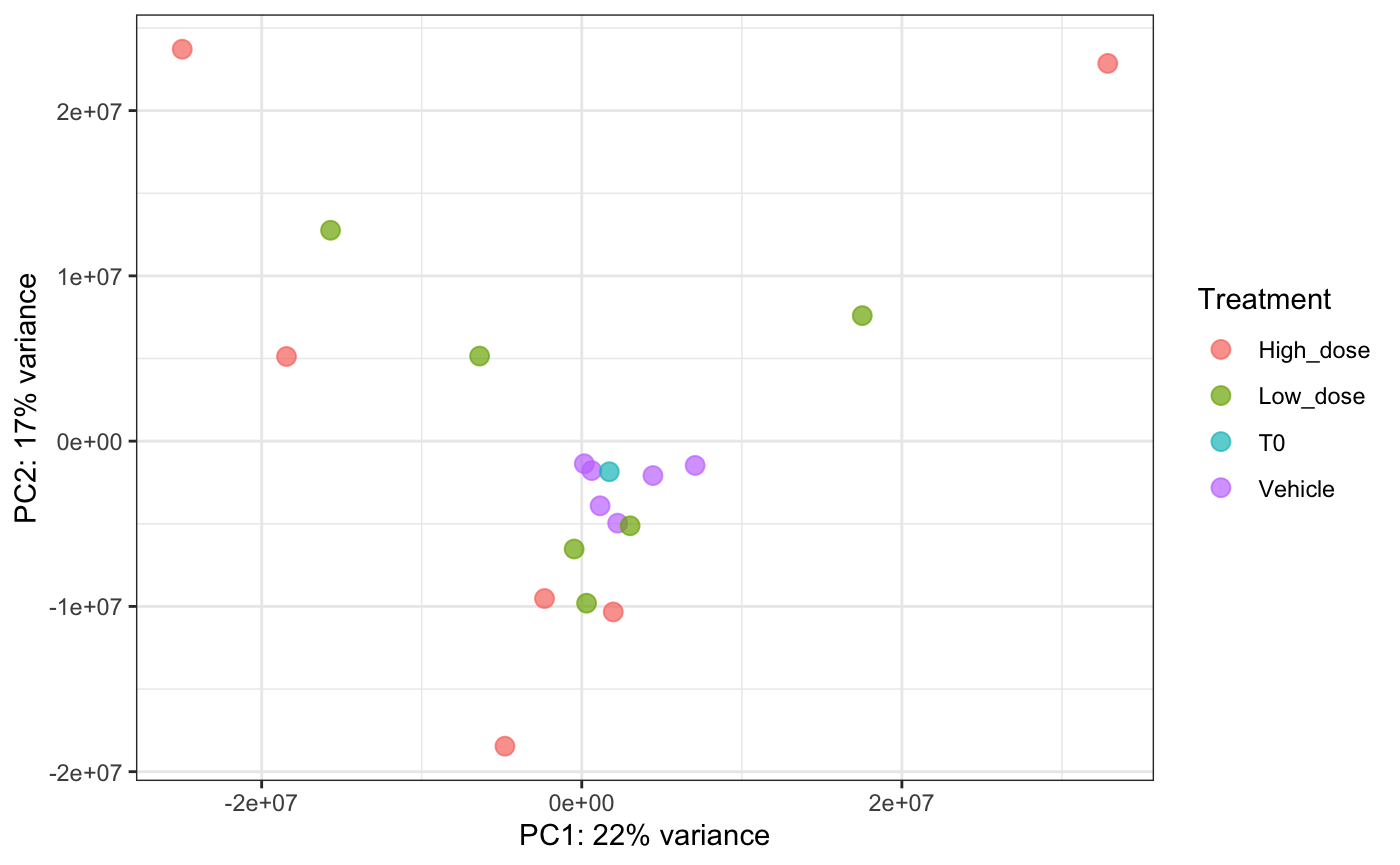 2e+07
1e+07
0e+00
-1e+07
-2e+07
PC2: 17% variance
-2e+07
0e+00
2e+07
PC1: 22% variance
Treatment
High_dose
Low_dose
T0
Vehicle